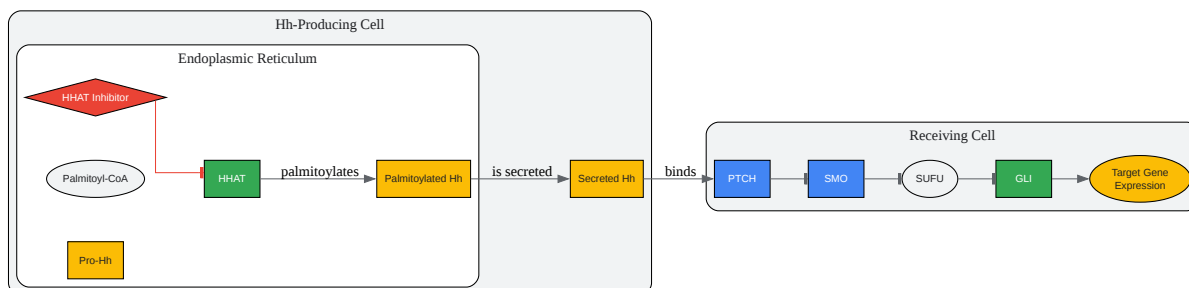 Hh-Producing Cell
Endoplasmic Reticulum
HHAT Inhibitor
Palmitoyl-CoA
Pro-Hh
HHAT
palmitoylates
Palmitoylated Hh
is secreted
Secreted Hh
binds
Receiving Cell
PTCH
SMO
SUFU
GLI
Target Gene
Expression